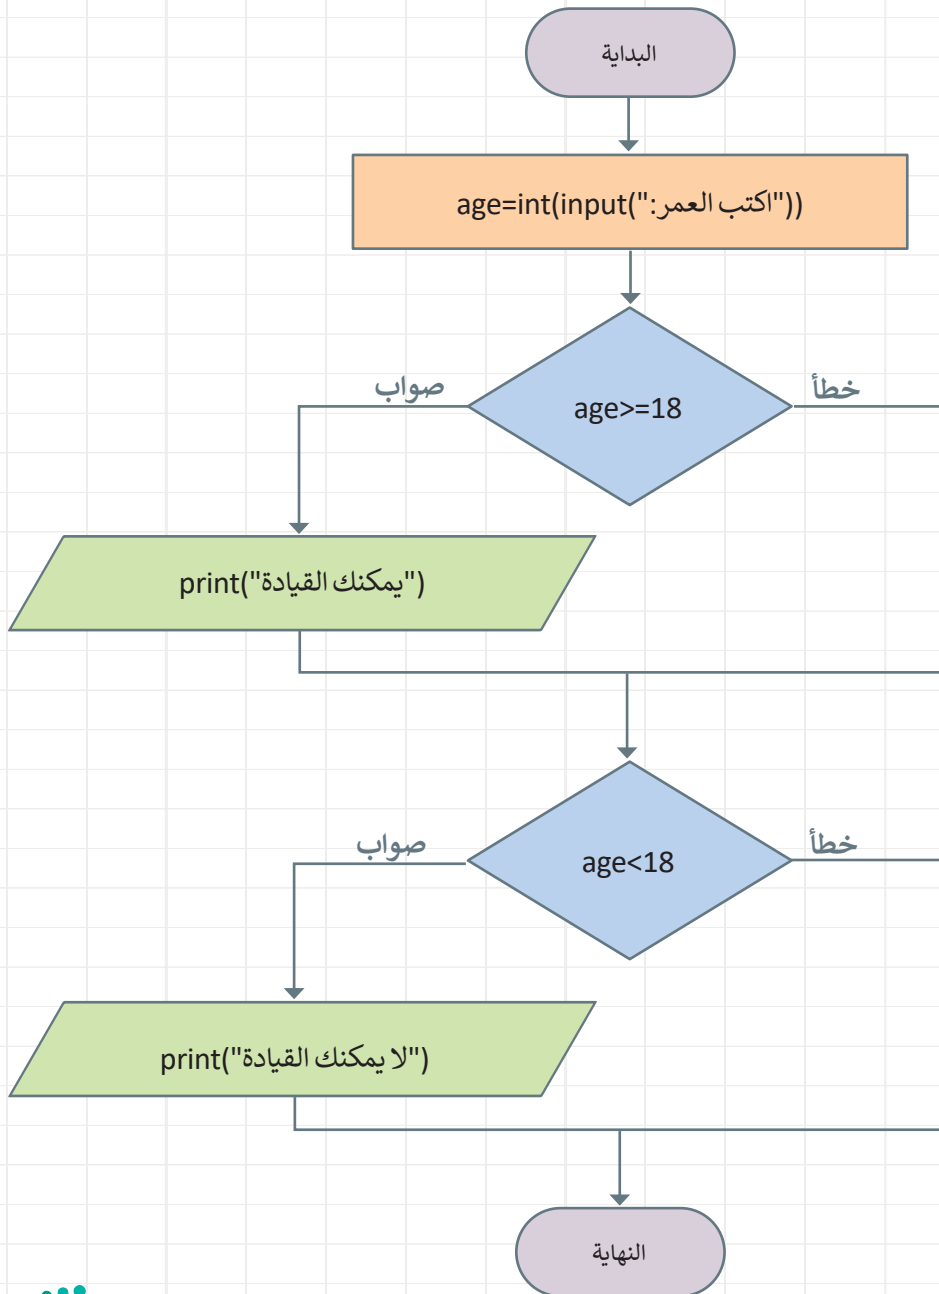 البداية
age=int(input("اكتب العمر:"))
صواب
age>=18
خطأ
print("يمكنك القيادة")
صواب
age<18
خطأ
print("لا يمكنك القيادة")
النهاية